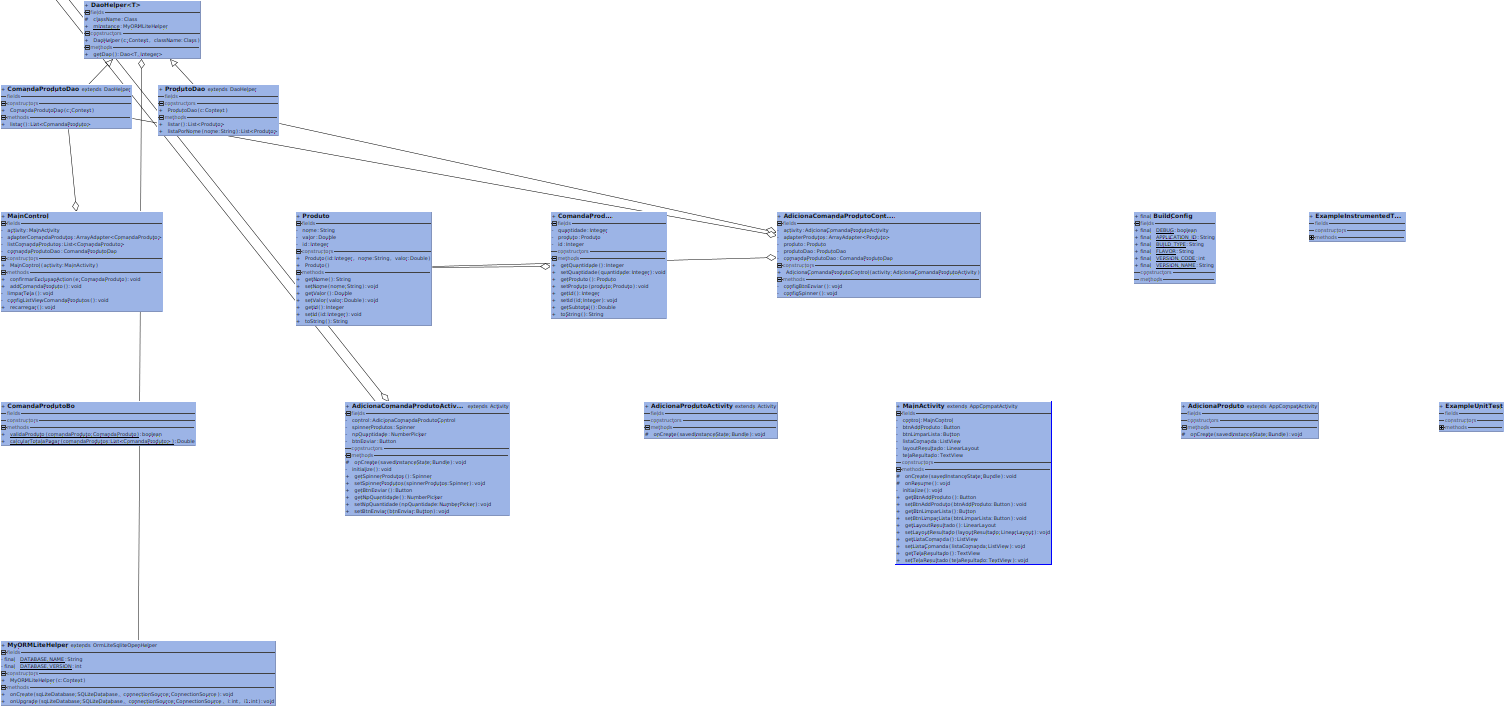 + DaoHelper<T>
fields
# className: Class
+ minstance: MyORMLiteHelper
constructors
+ DaoHelper(c:Context, className: Class)
methods
+ getDao(): Dao<T, Integer>
+ ComandaProdutoDao extends DaoHelper
fields
constructors
+ ComandaProdutoDao(c:Context)
methods
+ listar(): List<ComandaProduto>
+ ProdutoDao extends DaoHelper
fields
constructors
+ ProdutoDao(c:Context)
methods
+ listar(): List<Produto>
+ listaPorNome(nome:String): List<Produto>
+ MainControl
fields
- activity: MainActivity
- adapterComandaProdutos: ArrayAdapter<ComandaProduto>
- listComandaProdutos: List<ComandaProduto>
- comandaProdutoDao: ComandaProdutoDao
constructors
+ MainControl(activity:MainActivity)
methods
+ addComandaProduto(): void
- limparTela(): void
- configListViewComandaProdutos(): void
+ recarregar(): void
+ Produto
fields
- nome: String
- valor: Double
- id: Integer
constructors
+ Produto(id:Integer, nome:String, valor:Double)
+ Produto()
methods
+ getNome(): String
+ setNome(nome:String): void
+ getValor(): Double
+ setValor(valor:Double): void
+ getId(): Integer
+ setId(id:Integer): void
+ toString(): String
+ ComandaProd...
fields
- quantidade: Integer
- produto: Produto
- id: Integer
constructors
methods
+ getQuantidade(): Integer
+ setQuantidade(quantidade:Integer): void
+ getProduto(): Produto
+ setProduto(produto:Produto): void
+ getId(): Integer
+ setId(id:Integer): void
+ getSubtotal(): Double
+ toString(): String
+ AdicionaComandaProdutoCont....
fields
- activity: AdicionaComandaProdutoActivity
- adapterProdutos: ArrayAdapter<Produto>
- produto: Produto
- produtoDao: ProdutoDao
- comandaProdutoDao: ComandaProdutoDao
constructors
+ AdicionaComandaProdutoControl(activity:AdicionaComandaProdutoActivity)
methods
- configBtnEnviar(): void
- configSpinner(): void
+ final BuildConfig
fields
+ final DEBUG: boolean
+ final APPLICATION_ID: String
+ final BUILD_TYPE: String
+ final FLAVOR: String
+ final VERSION_CODE: int
+ final VERSION_NAME: String
constructors
methods
+ ExampleInstrumentedT...
fields
constructors
methods
+ ComandaProdutoBo
fields
constructors
methods
+ validaProduto(comandaProduto:ComandaProduto): boolean
+ AdicionaComandaProdutoActiv... extends Activity
fields
- control: AdicionaComandaProdutoControl
- spinnerProdutos: Spinner
- npQuantidade: NumberPicker
- btnEnviar: Button
constructors
methods
# onCreate(savedInstanceState:Bundle): void
- initialize(): void
+ getSpinnerProdutos(): Spinner
+ setSpinnerProdutos(spinnerProdutos:Spinner): void
+ getBtnEnviar(): Button
+ getNpQuantidade(): NumberPicker
+ setNpQuantidade(npQuantidade:NumberPicker): void
+ setBtnEnviar(btnEnviar:Button): void
+ AdicionaProdutoActivity extends Activity
fields
constructors
methods
# onCreate(savedInstanceState:Bundle): void
+ MainActivity extends AppCompatActivity
fields
- control: MainControl
- btnAddProduto: Button
- btnLimparLista: Button
- listaComanda: ListView
- layoutResultado: LinearLayout
- telaResultado: TextView
constructors
methods
# onCreate(savedInstanceState:Bundle): void
# onResume(): void
- initialize(): void
+ getBtnAddProduto(): Button
+ setBtnAddProduto(btnAddProduto:Button): void
+ getBtnLimparLista(): Button
+ setBtnLimparLista(btnLimparLista:Button): void
+ getLayoutResultado(): LinearLayout
+ setLayoutResultado(layoutResultado:LinearLayout): void
+ getListaComanda(): ListView
+ setListaComanda(listaComanda:ListView): void
+ getTelaResultado(): TextView
+ setTelaResultado(telaResultado:TextView): void
+ AdicionaProduto extends AppCompatActivity
fields
constructors
methods
# onCreate(savedInstanceState:Bundle): void
+ ExampleUnitTest
fields
constructors
methods
+ MyORMLiteHelper extends OrmLiteSqliteOpenHelper
fields
- final DATABASE_NAME: String
- final DATABASE_VERSION: int
constructors
+ MyORMLiteHelper(c:Context)
methods
+ onCreate(sqLiteDatabase:SQLiteDatabase, connectionSource:ConnectionSource): void
+ onUpgrade(sqLiteDatabase:SQLiteDatabase, connectionSource:ConnectionSource, i:int, i1:int): void